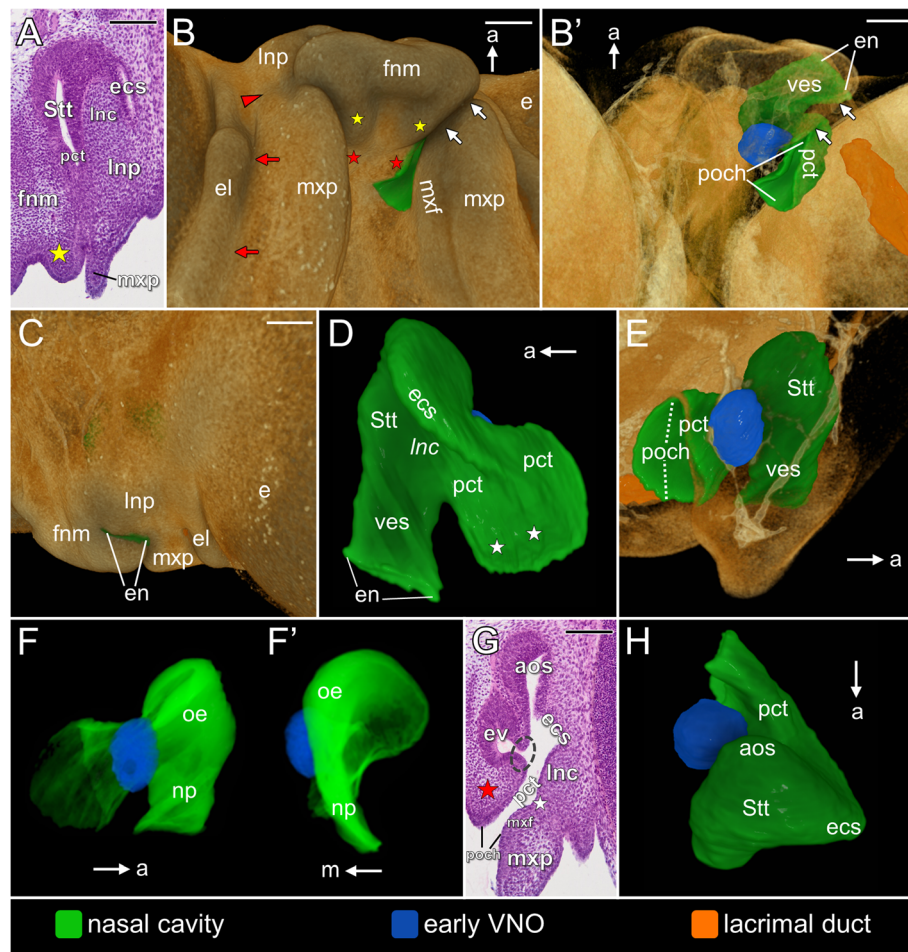 A
Stt
ecs
lnc
pct
lnp
fnm
mxp
B
a
lnp
fnm
e
el
mxp
mxf
mxp
B’
a
en
ves
poch
pct
C
lnp
fnm
el
mxp
e
en
D
a
ecs
Stt
lnc
pct
pct
ves
en
E
Stt
pct
poch
ves
a
F
oe
np
a
F’
oe
np
m
G
aos
ecs
ev
lnc
pct
mxf
poch
mxp
H
a
pct
aos
Stt
ecs
nasal cavity early VNO lacrimal duct